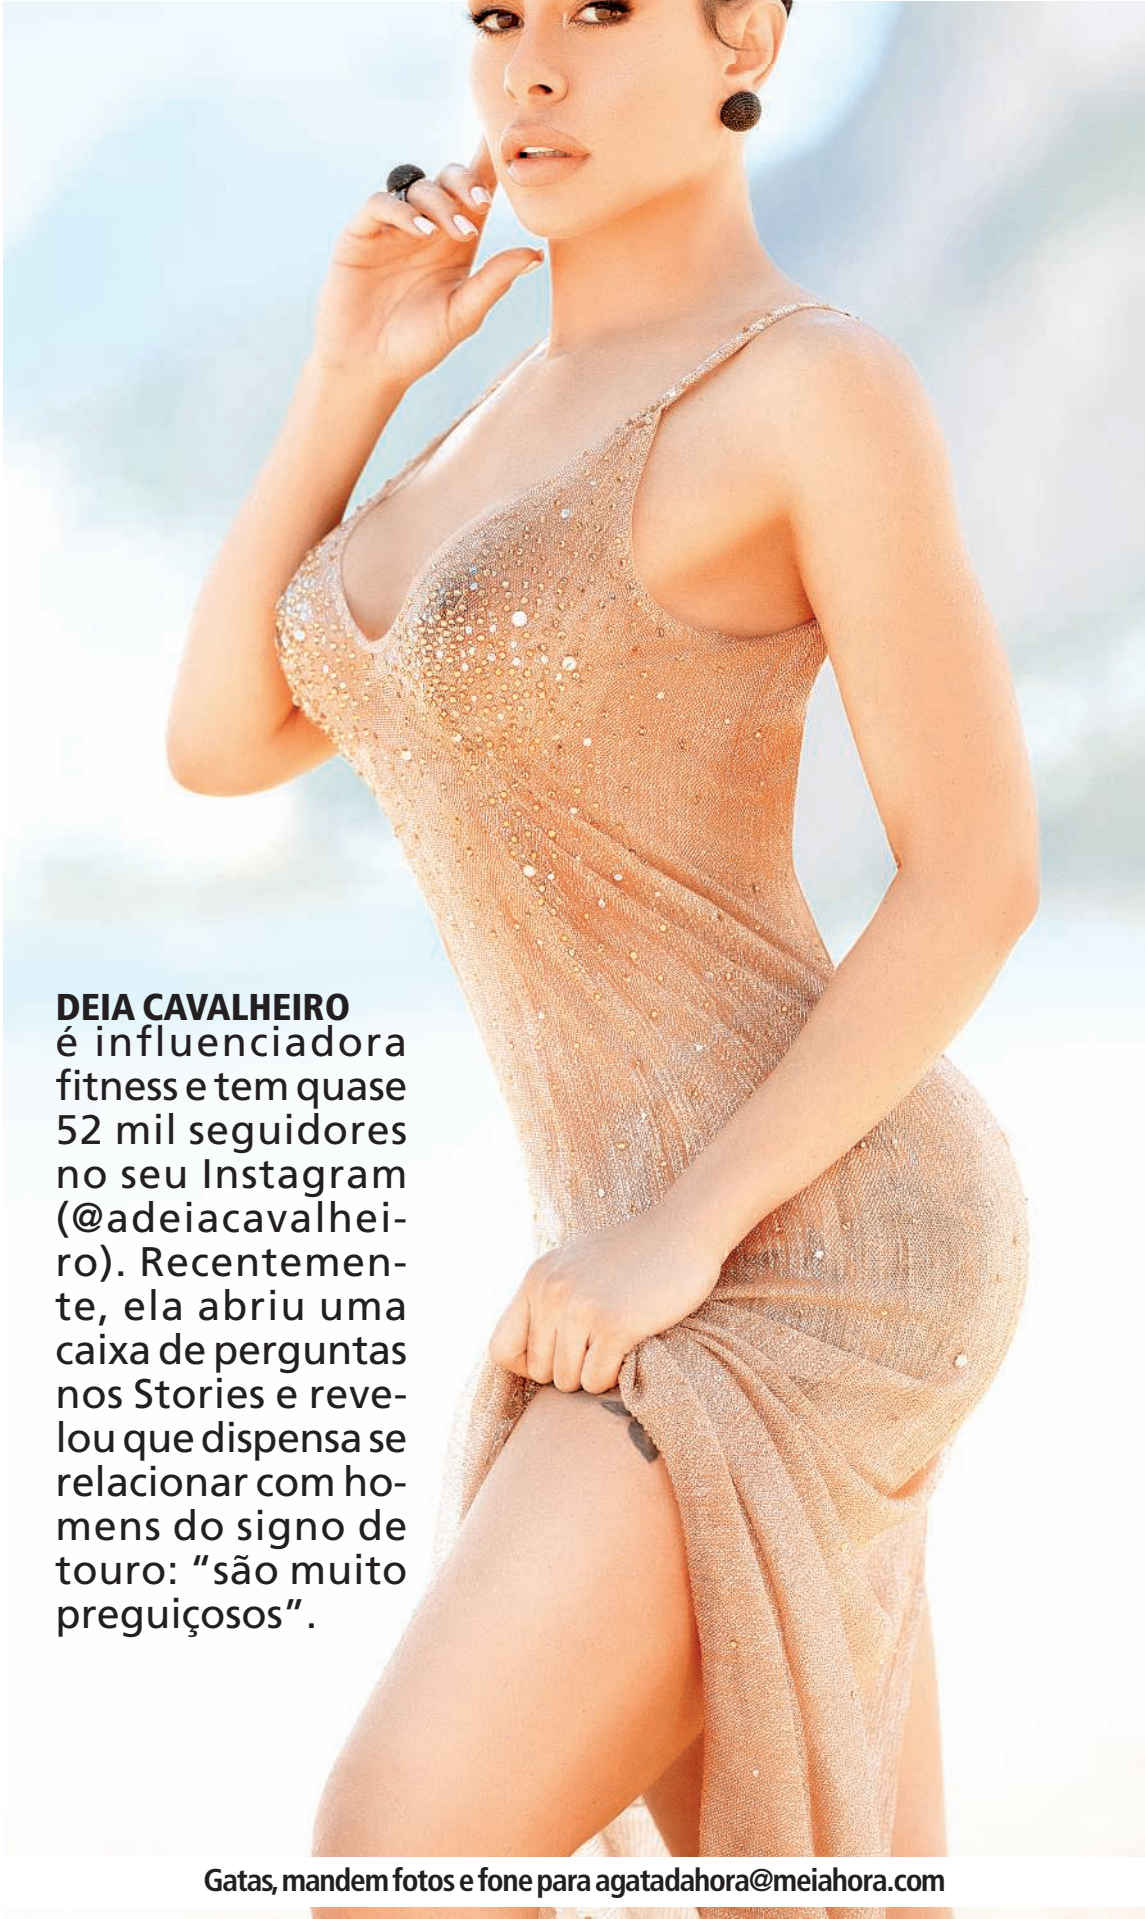 DEIA CAVALHEIRO
é influenciadora
fitness e tem quase
52 mil seguidores
no seu Instagram
(@adeiacavalhei-
ro). Recentemen-
te, ela abriu uma
caixa de perguntas
nos Stories e reve-
lou que dispensa se
relacionar com ho-
mens do signo de
touro: “são muito
preguiçosos”.
Gatas, mandem fotos e fone para agatadahora@meiahora.com